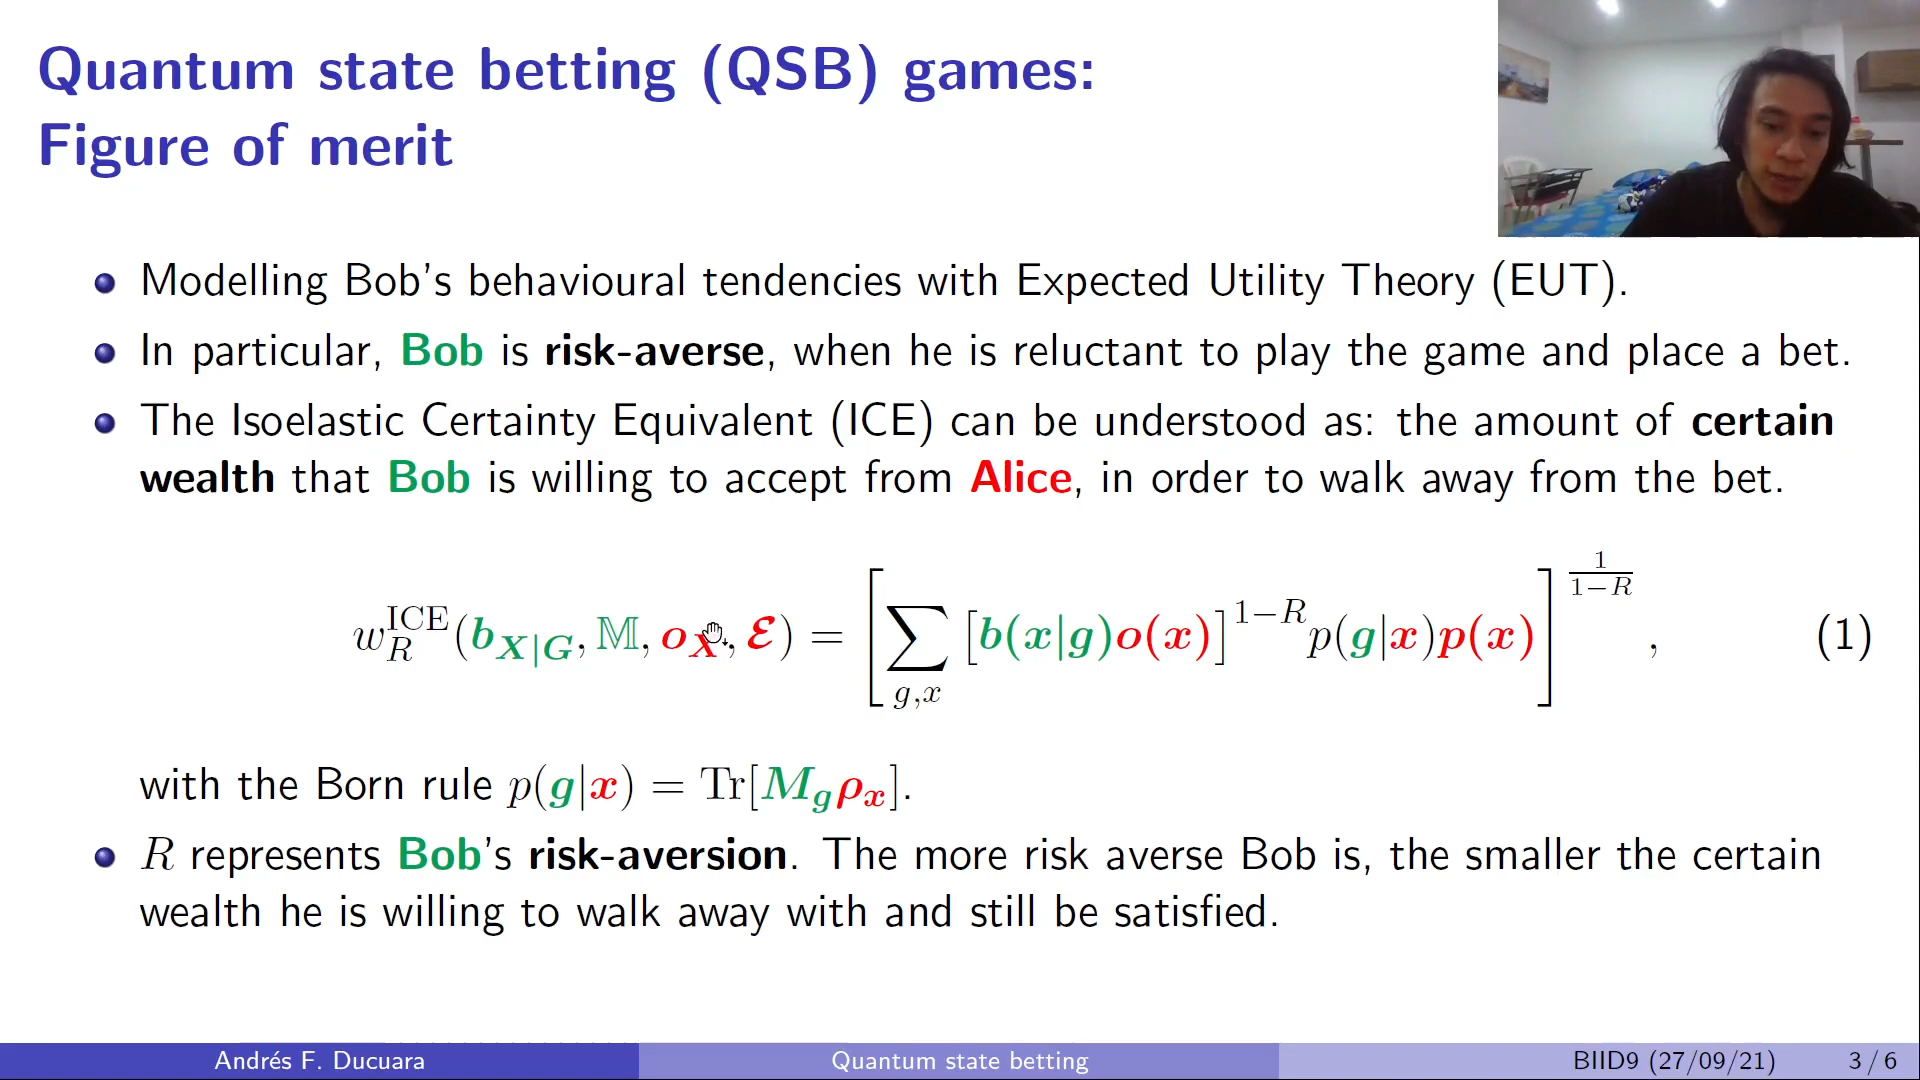 Quantum state betting (QSB) games:
Figure of merit
Modelling Bob's behavioural tendencies with Expected Utility Theory (EUT).
In particular, Bob is risk-averse, when he is reluctant to play the game and place a bet.
The Isoelastic Certainty Equivalent (ICE) can be understood as: the amount of certain
wealth that Bob is willing to accept from Alice, in order to walk away from the bet.
w_R^{ICE}(b_{X|G}, 𝕄, o_X, ℰ) = [∑_{g,x} [b(x|g)o(x)]^{1−R} p(g|x)p(x)]^{1/(1−R)}, (1)
with the Born rule p(g|x) = Tr[M_g ρ_x].
R represents Bob's risk-aversion. The more risk averse Bob is, the smaller the certain
wealth he is willing to walk away with and still be satisfied.
Andrés F. Ducuara Quantum state betting BIID9 (27/09/21) 3 / 6